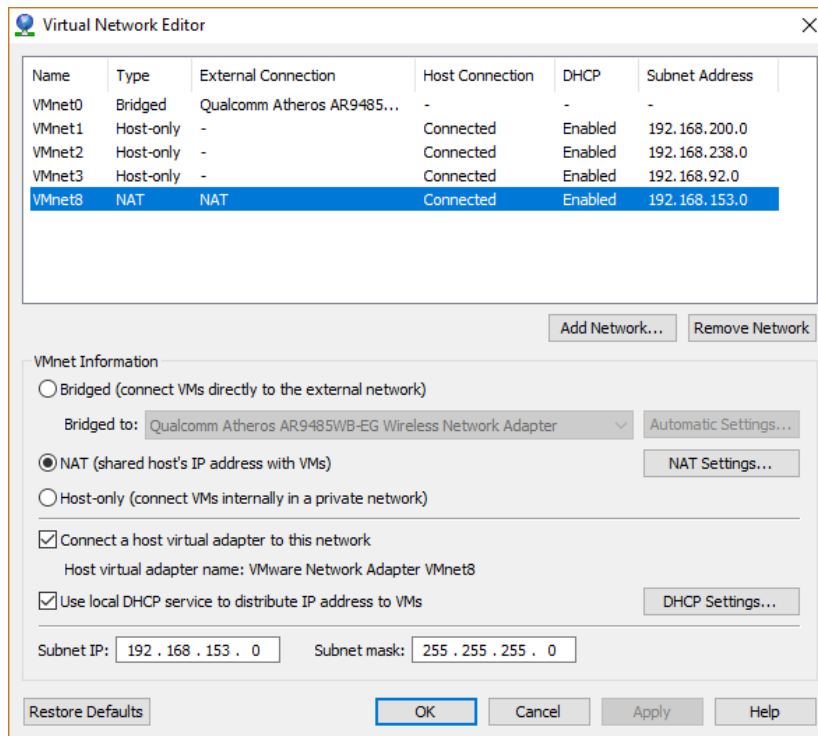 Virtual Network Editor
Name Type External Connection Host Connection DHCP Subnet Address
VMnet0 Bridged Qualcomm Atheros AR9485... - - -
VMnet1 Host-only - Connected Enabled 192.168.200.0
VMnet2 Host-only - Connected Enabled 192.168.238.0
VMnet3 Host-only - Connected Enabled 192.168.92.0
VMnet8 NAT NAT Connected Enabled 192.168.153.0
Add Network... Remove Network
VMnet Information
Bridged (connect VMs directly to the external network)
Bridged to: Qualcomm Atheros AR9485WB-EG Wireless Network Adapter Automatic Settings...
NAT (shared host's IP address with VMs) NAT Settings...
Host-only (connect VMs internally in a private network)
Connect a host virtual adapter to this network
Host virtual adapter name: VMware Network Adapter VMnet8
Use local DHCP service to distribute IP address to VMs DHCP Settings...
Subnet IP: 192 . 168 . 153 . 0 Subnet mask: 255 . 255 . 255 . 0
Restore Defaults OK Cancel Apply Help